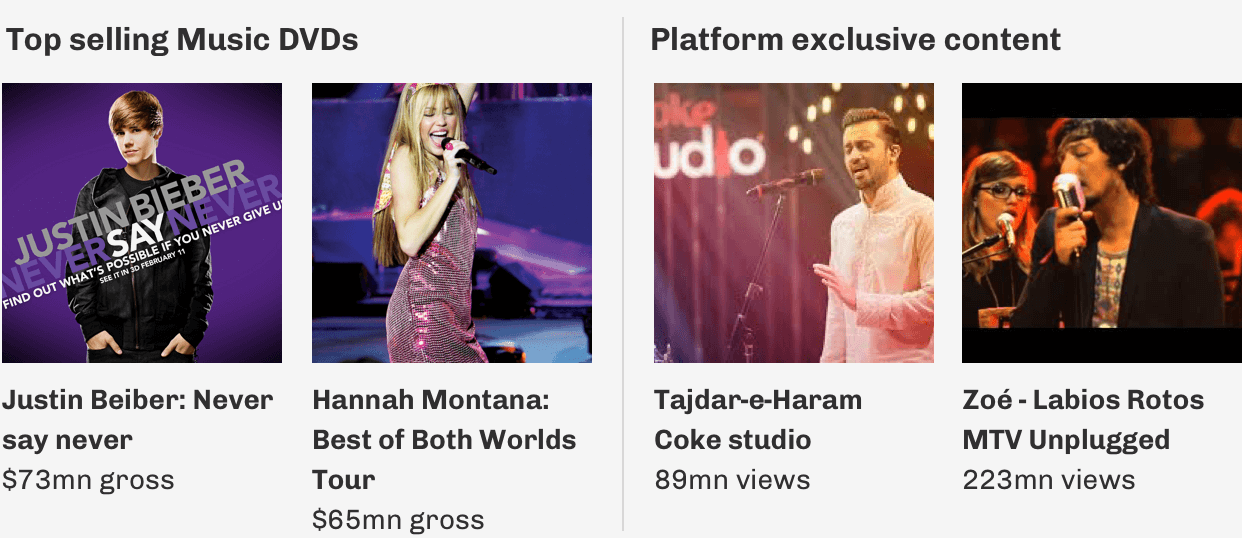 Top selling Music DVDs
Platform exclusive content
JUSTIN BIEBER
NEVER SAY NEVER
FIND OUT WHAT'S POSSIBLE IF YOU NEVER GIVE U
SEE IT IN 3D FEBRUARY 11
oke
udio
Justin Beiber: Never
say never
$73mn gross
Hannah Montana:
Best of Both Worlds
Tour
$65mn gross
Tajdar-e-Haram
Coke studio
89mn views
Zoé - Labios Rotos
MTV Unplugged
223mn views